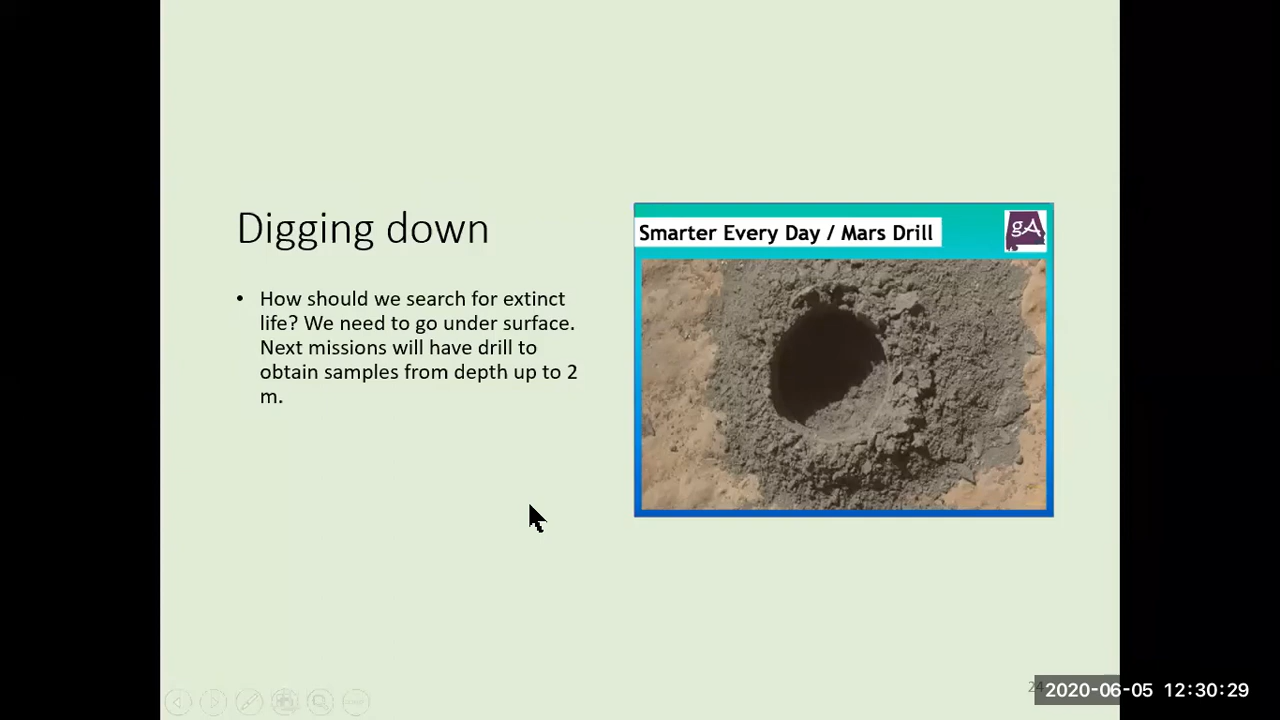 Digging down
• How should we search for extinct
life? We need to go under surface.
Next missions will have drill to
obtain samples from depth up to 2
m.
Smarter Every Day / Mars Drill
gA
2020-06-05 12:30:29